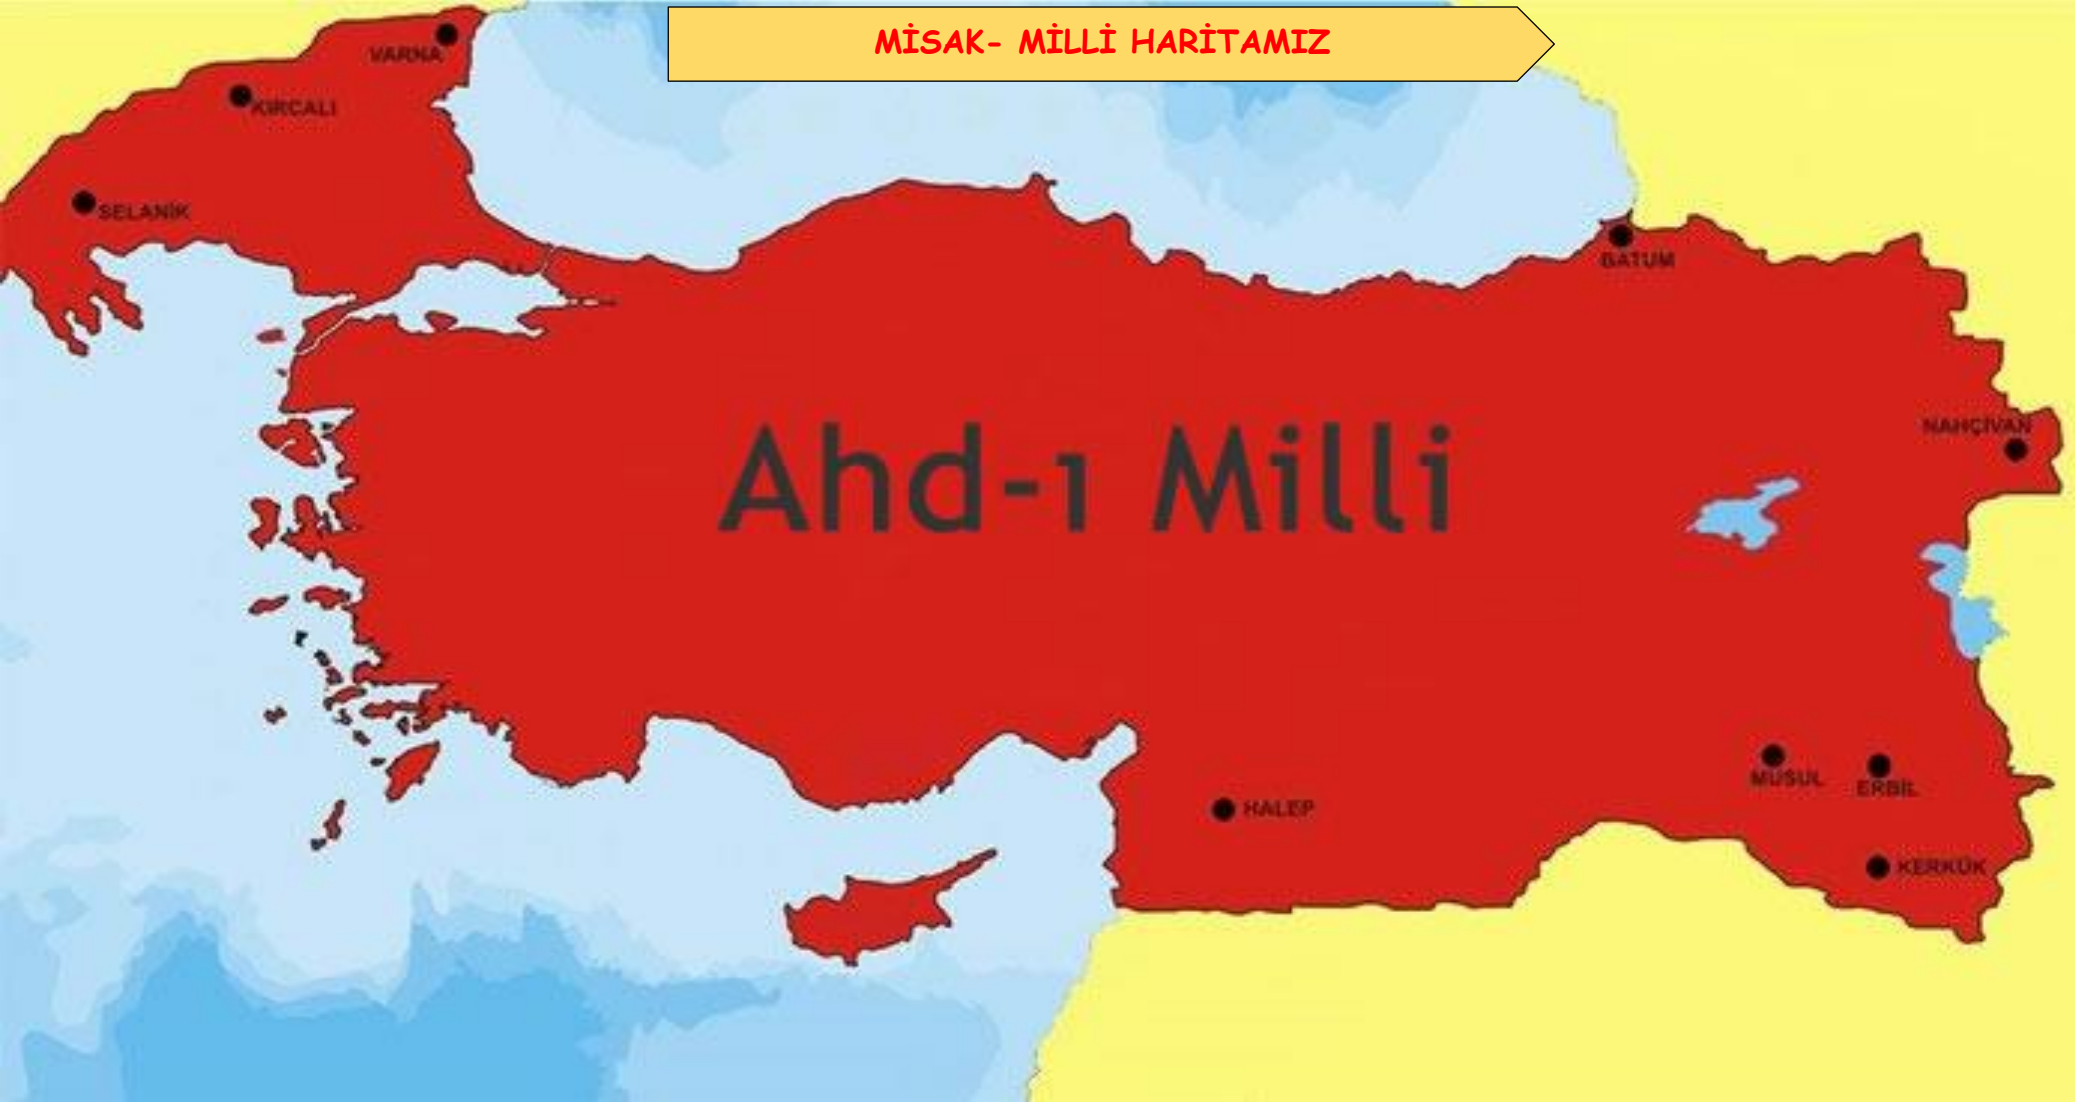 MİSAK- MİLLİ HARİTAMIZ
VARNA
KIRCALI
SELANİK
BATUM
NAHÇIVAN
Ahd-ı Milli
MUSUL
ERBİL
HALEP
KERKÜK